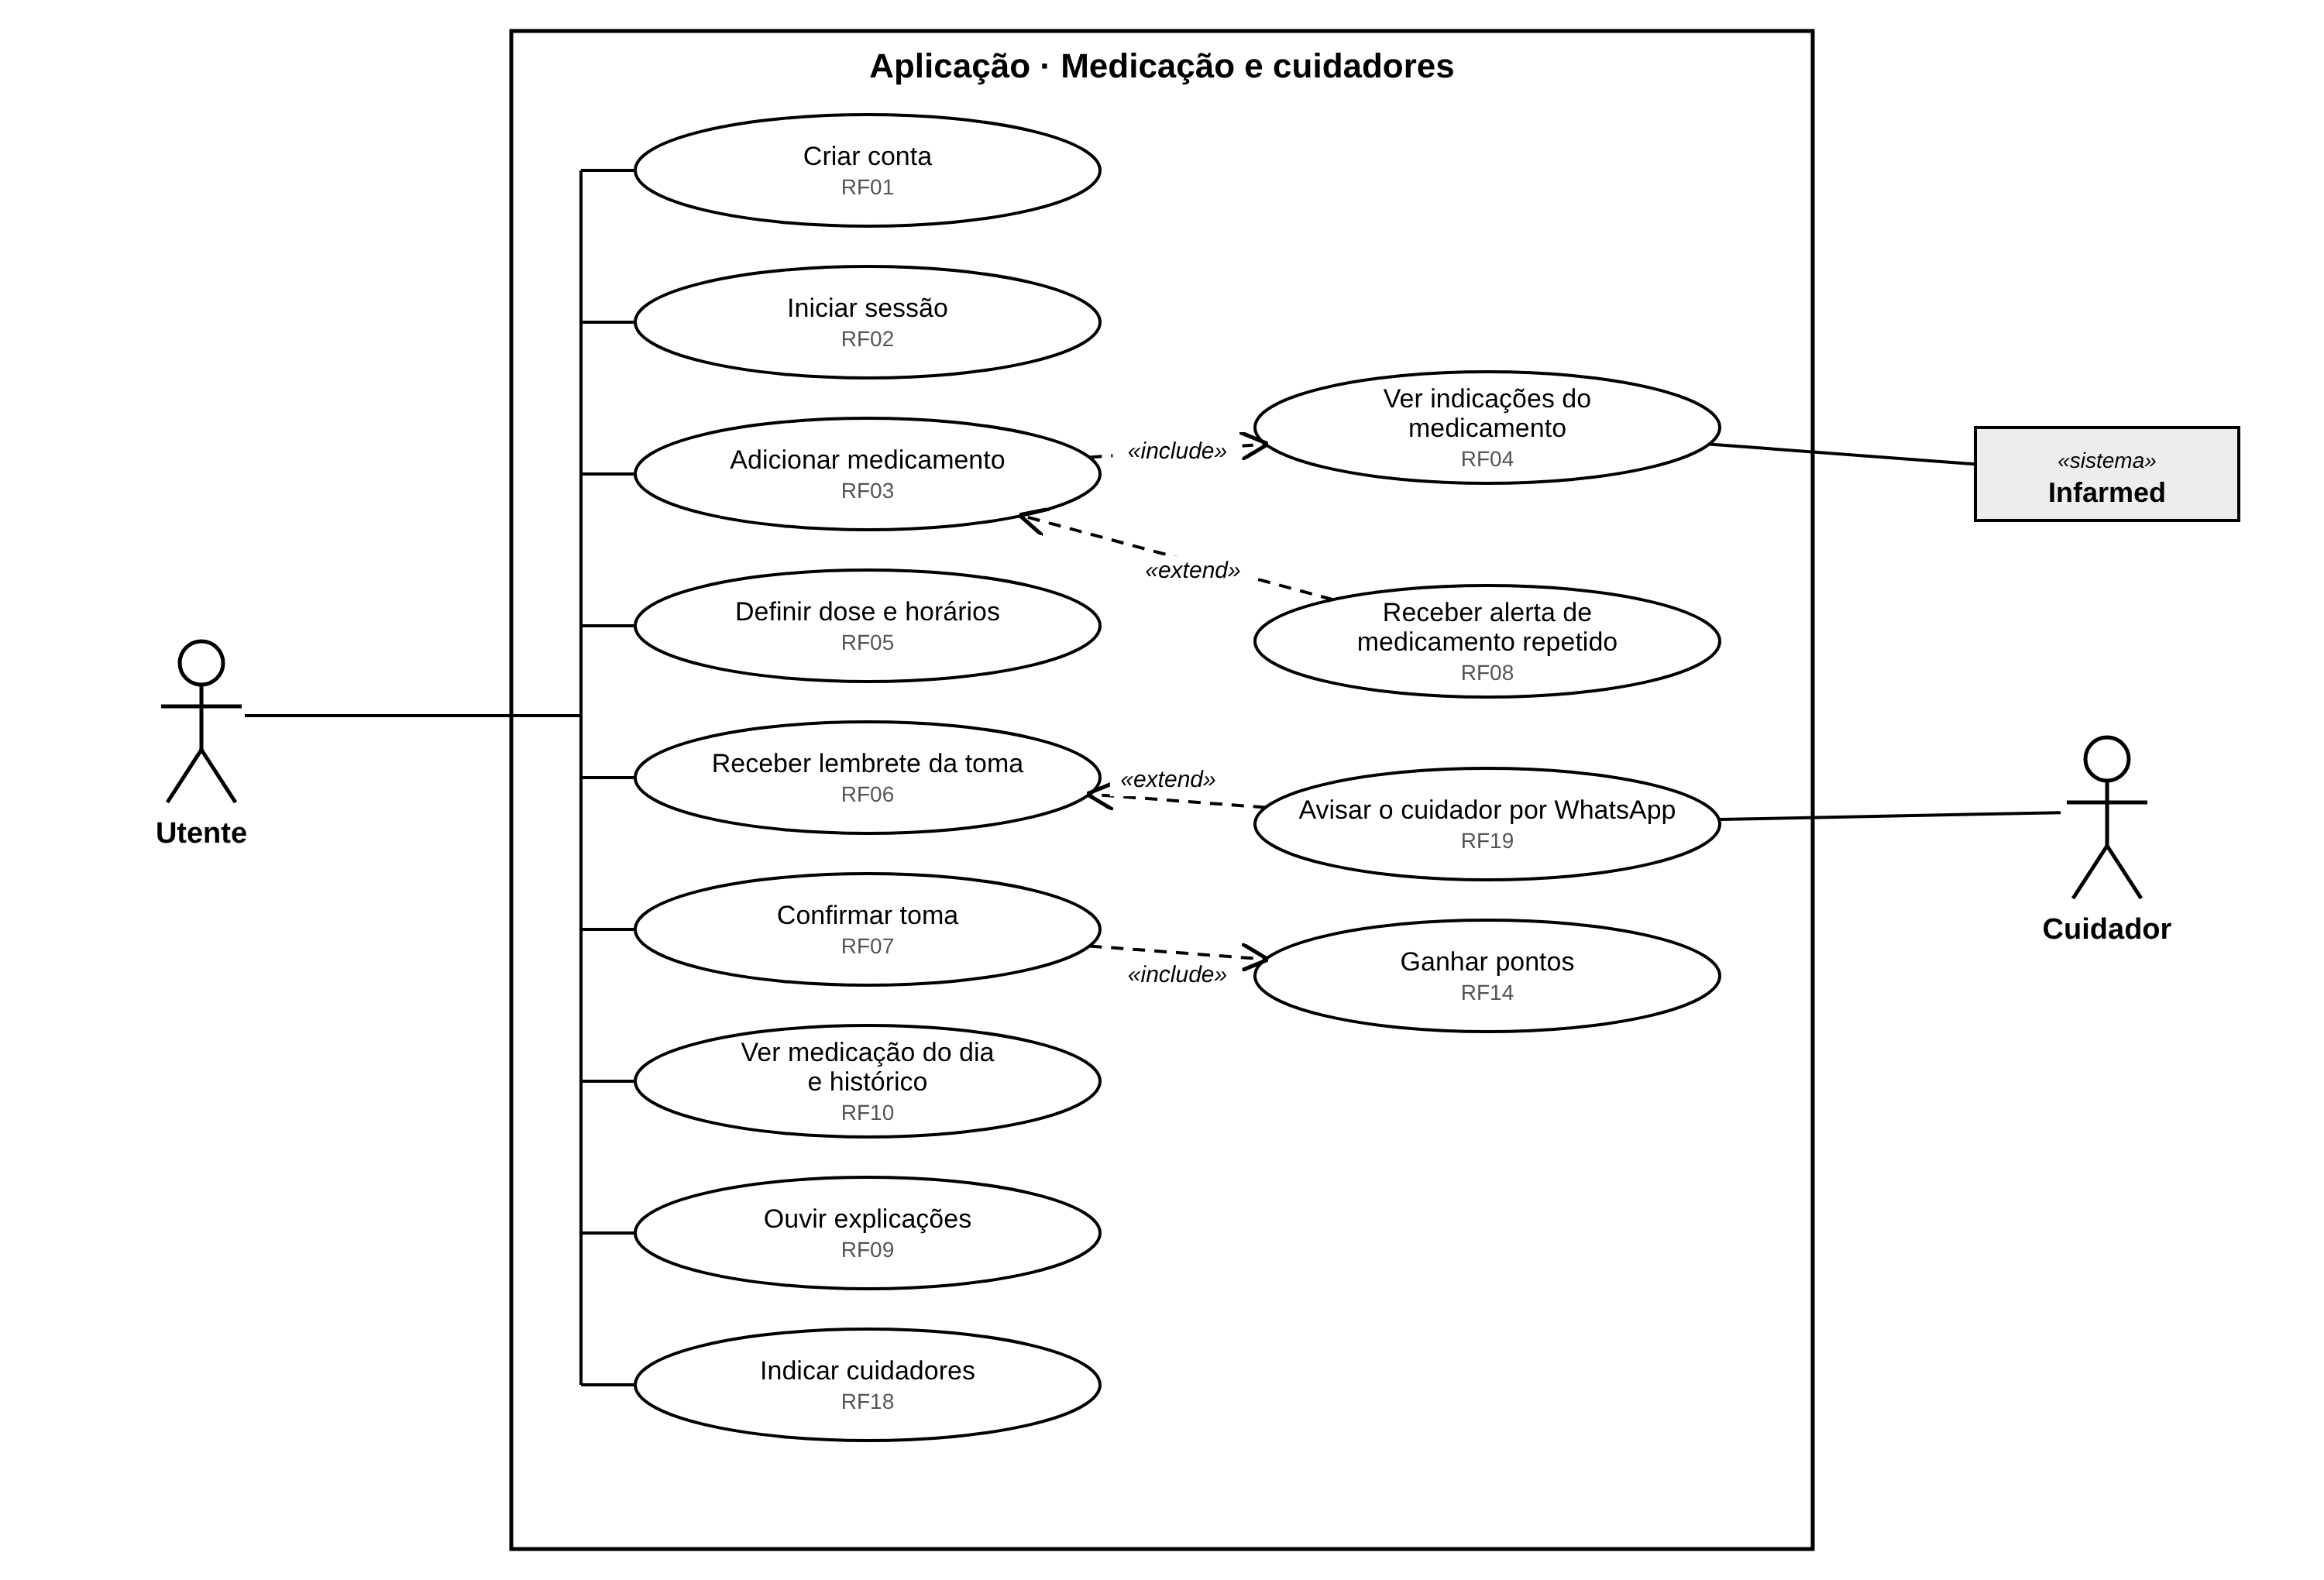 Aplicação · Medicação e cuidadores
Criar conta
RF01
Iniciar sessão
RF02
Adicionar medicamento
RF03
«include»
Ver indicações do
medicamento
RF04
«sistema»
Infarmed
«extend»
Definir dose e horários
RF05
Receber alerta de
medicamento repetido
RF08
Utente
Receber lembrete da toma
RF06
«extend»
Avisar o cuidador por WhatsApp
RF19
Cuidador
Confirmar toma
RF07
«include»
Ganhar pontos
RF14
Ver medicação do dia
e histórico
RF10
Ouvir explicações
RF09
Indicar cuidadores
RF18